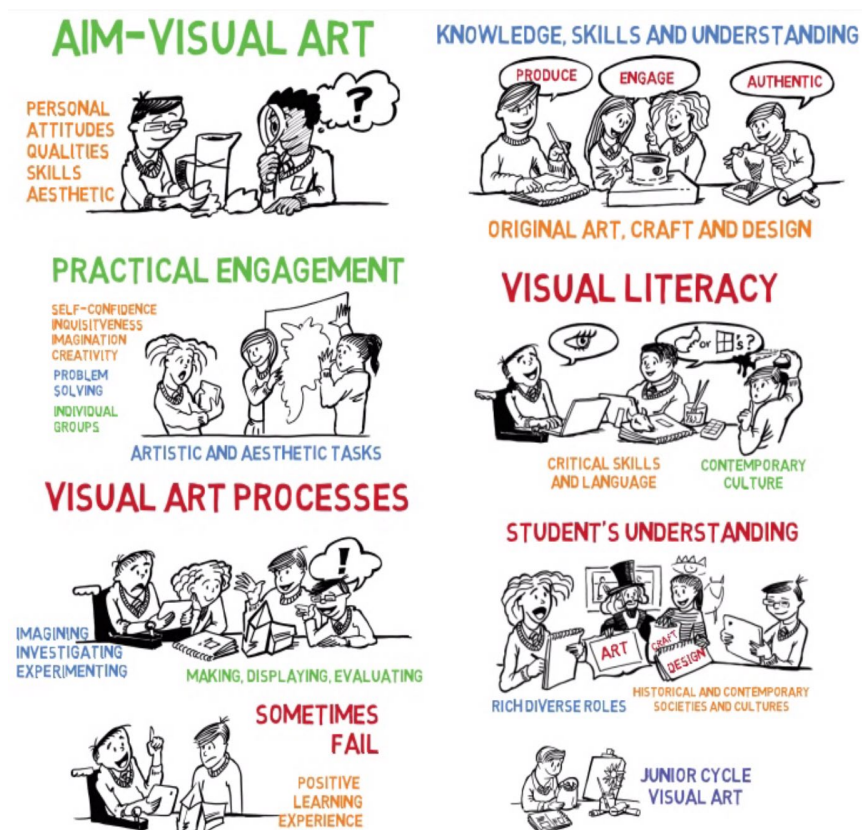 AIM-VISUAL ART
PERSONAL
ATTITUDES
QUALITIES
SKILLS
AESTHETIC
?
PRACTICAL ENGAGEMENT
SELF-CONFIDENCE
INQUISITVENESS
IMAGINATION
CREATIVITY
PROBLEM
SOLVING
INDIVIDUAL
GROUPS
ARTISTIC AND AESTHETIC TASKS
VISUAL ART PROCESSES
!
IMAGINING
INVESTIGATING
EXPERIMENTING
MAKING, DISPLAYING, EVALUATING
SOMETIMES
FAIL
POSITIVE
LEARNING
EXPERIENCE
KNOWLEDGE, SKILLS AND UNDERSTANDING
PRODUCE
ENGAGE
AUTHENTIC
ORIGINAL ART, CRAFT AND DESIGN
VISUAL LITERACY
or 's?
CRITICAL SKILLS
AND LANGUAGE
CONTEMPORARY
CULTURE
STUDENT'S UNDERSTANDING
ART
CRAFT
DESIGN
RICH DIVERSE ROLES
HISTORICAL AND CONTEMPORARY
SOCIETIES AND CULTURES
JUNIOR CYCLE
VISUAL ART